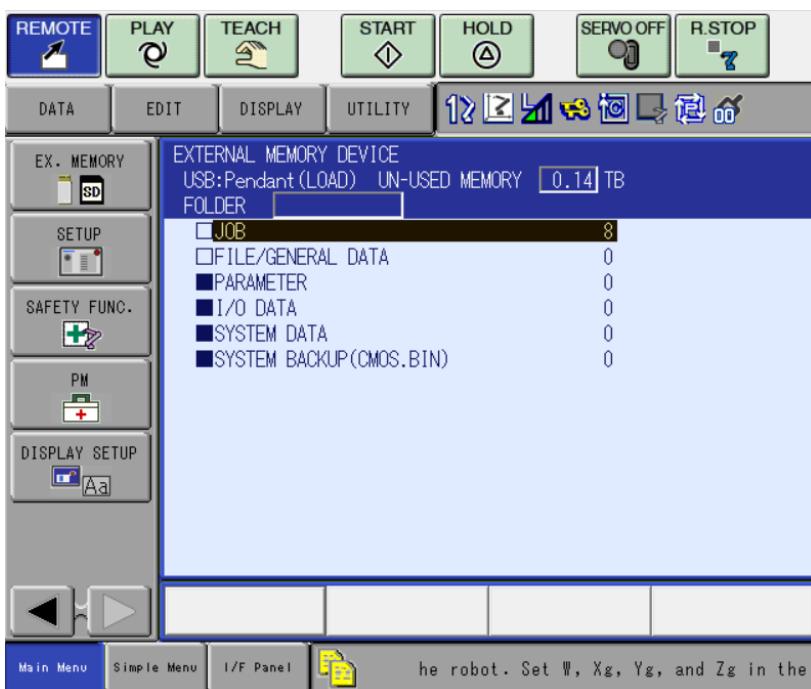 REMOTE PLAY TEACH START HOLD SERVO OFF R.STOP
DATA EDIT DISPLAY UTILITY
EX. MEMORY
SD
SETUP
SAFETY FUNC.
PM
DISPLAY SETUP
Aa
EXTERNAL MEMORY DEVICE
USB:Pendant(LOAD) UN-USED MEMORY 0.14 TB
FOLDER
JOB 8
FILE/GENERAL DATA 0
PARAMETER 0
I/O DATA 0
SYSTEM DATA 0
SYSTEM BACKUP(CMOS.BIN) 0
Main Menu Simple Menu I/F Panel he robot. Set W, Xg, Yg, and Zg in the